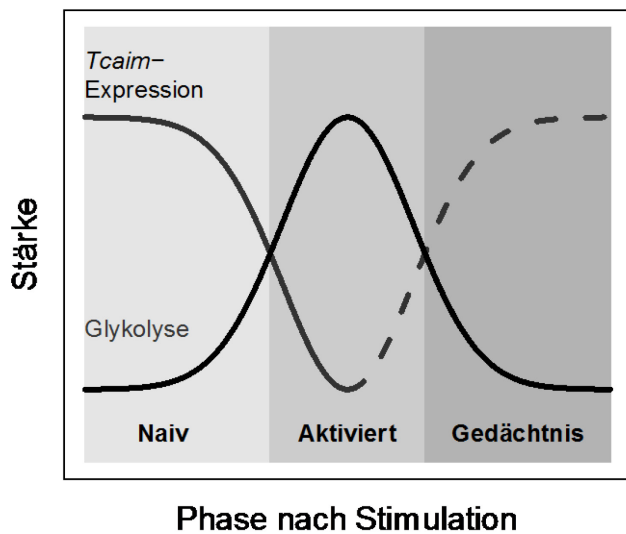 Tcaim–
Expression
Glykolyse
Naiv
Aktiviert
Gedächtnis
Stärke
Phase nach Stimulation